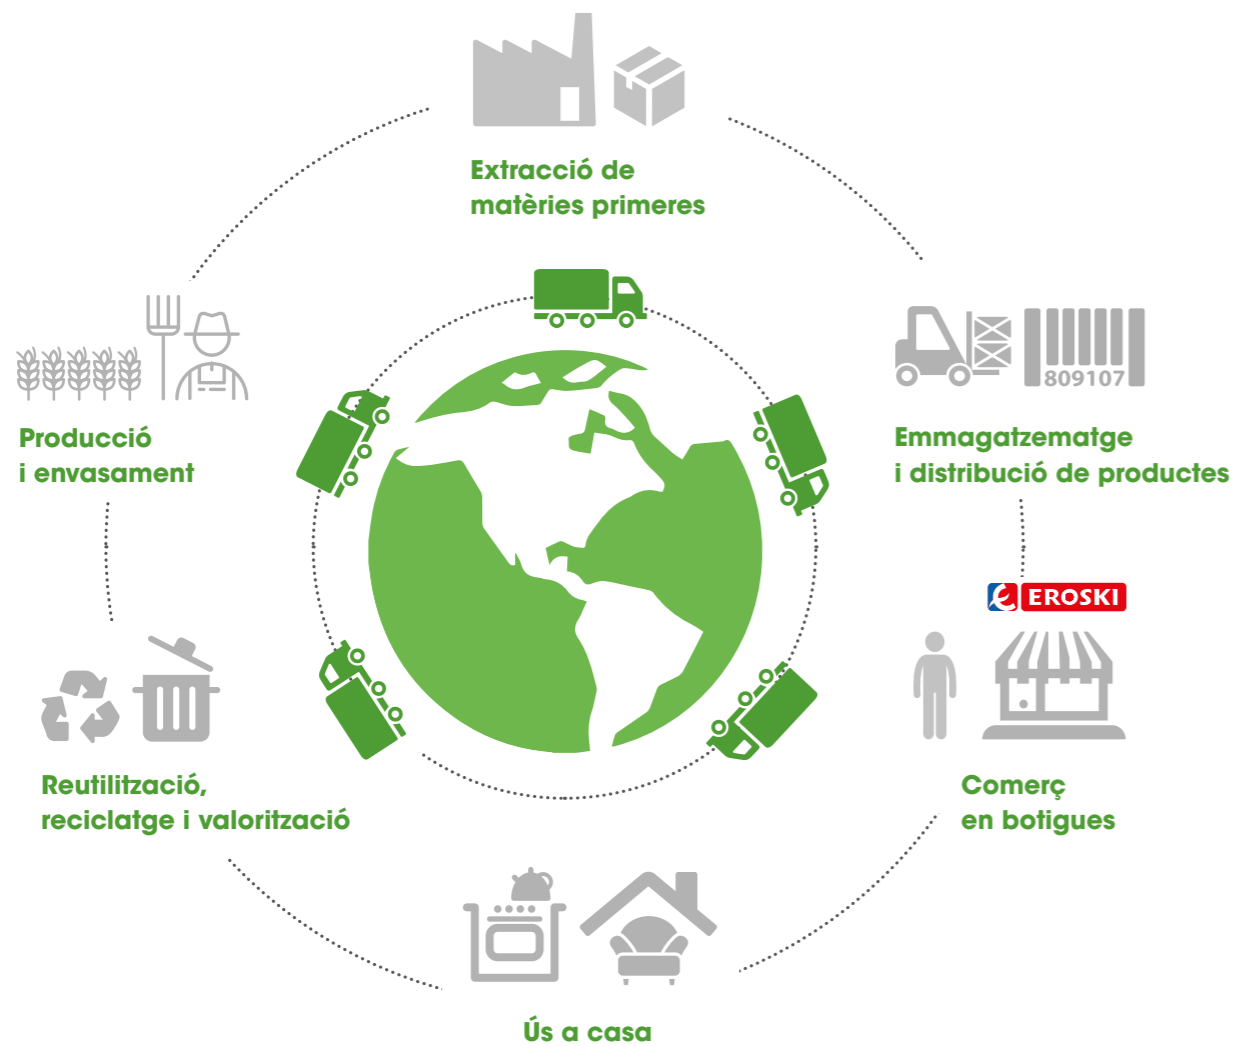 Extracció de
matèries primeres
809107
Producció
i envasament
Emmagatzematge
i distribució de productes
EROSKI
Reutilització,
reciclatge i valorització
Comerç
en botigues
Ús a casa